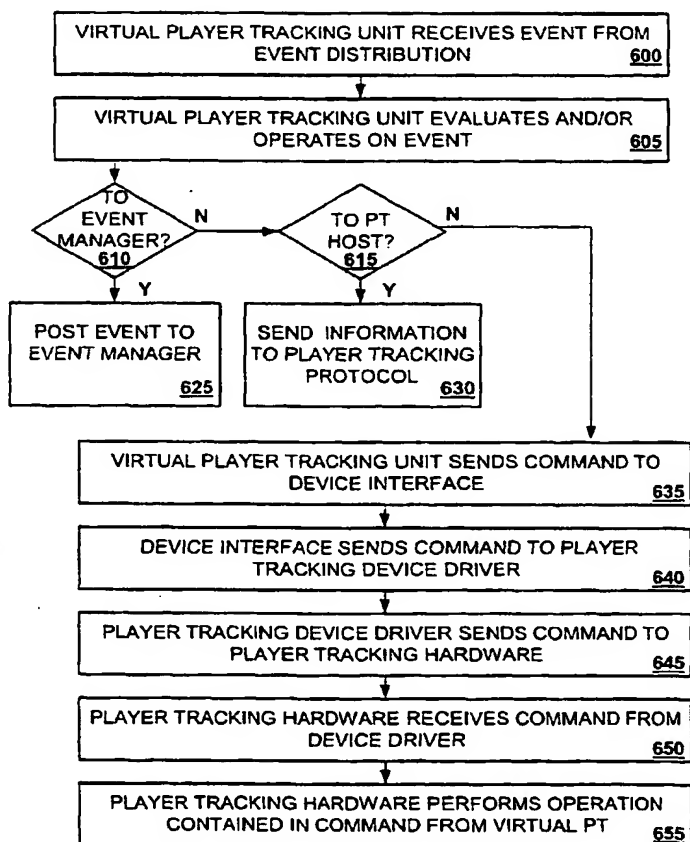 VIRTUAL PLAYER TRACKING UNIT RECEIVES EVENT FROM
EVENT DISTRIBUTION
600
VIRTUAL PLAYER TRACKING UNIT EVALUATES AND/OR
OPERATES ON EVENT
605
TO
EVENT
MANAGER?
610
N
Y
TO PT
HOST?
615
N
Y
POST EVENT TO
EVENT MANAGER
625
SEND INFORMATION
TO PLAYER TRACKING
PROTOCOL
630
VIRTUAL PLAYER TRACKING UNIT SENDS COMMAND TO
DEVICE INTERFACE
635
DEVICE INTERFACE SENDS COMMAND TO PLAYER
TRACKING DEVICE DRIVER
640
PLAYER TRACKING DEVICE DRIVER SENDS COMMAND TO
PLAYER TRACKING HARDWARE
645
PLAYER TRACKING HARDWARE RECEIVES COMMAND FROM
DEVICE DRIVER
650
PLAYER TRACKING HARDWARE PERFORMS OPERATION
CONTAINED IN COMMAND FROM VIRTUAL PT
655